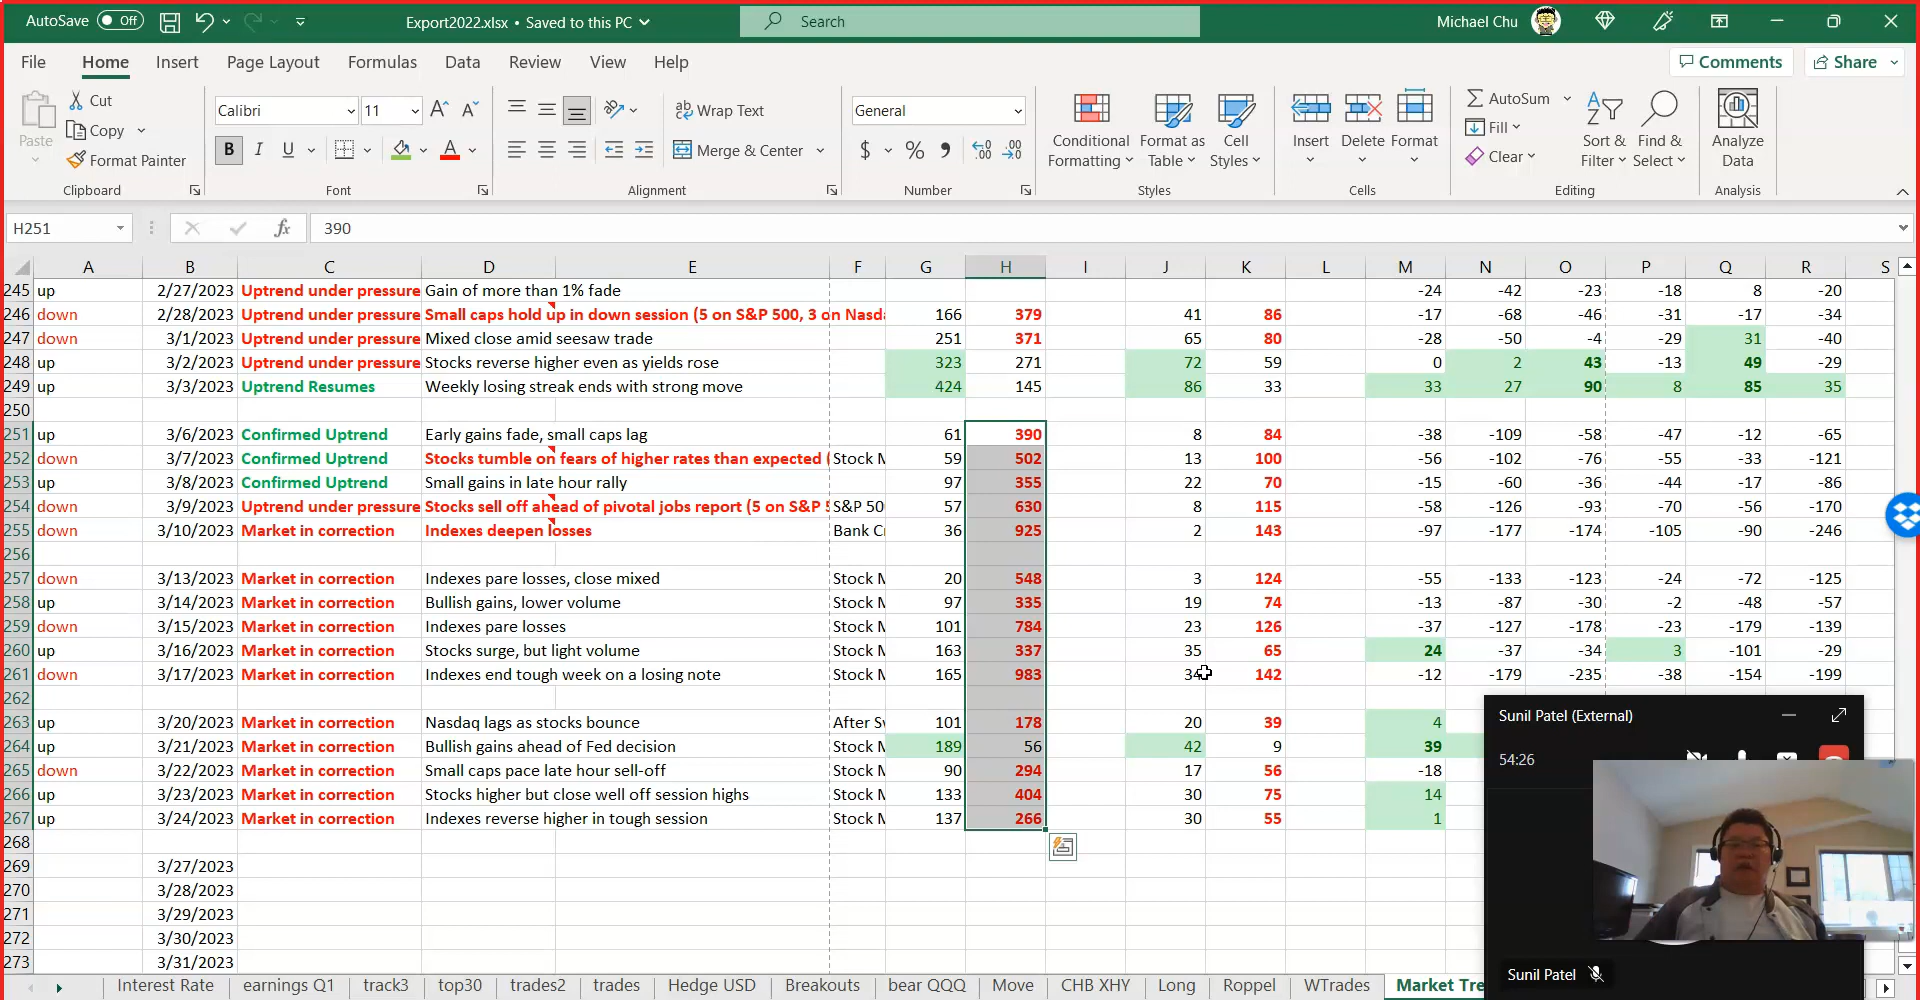 AutoSave Off Export2022.xlsx • Saved to this PC Search Michael Chu
File Home Insert Page Layout Formulas Data Review View Help Comments Share
Paste Cut Copy Format Painter Clipboard
Calibri 11 B I U Font
Wrap Text Merge & Center Alignment
General $ % Number
Conditional Formatting Format as Table Cell Styles Styles
Insert Delete Format Cells
AutoSum Fill Clear Sort & Filter Find & Select Editing
Analyze Data Analysis
H251 fx 390
A B C D E F G H I J K L M N O P Q R S
245 up 2/27/2023 Uptrend under pressure Gain of more than 1% fade -24 -42 -23 -18 8 -20
246 down 2/28/2023 Uptrend under pressure Small caps hold up in down session (5 on S&P 500, 3 on Nasda 166 379 41 86 -17 -68 -46 -31 -17 -34
247 down 3/1/2023 Uptrend under pressure Mixed close amid seesaw trade 251 371 65 80 -28 -50 -4 -29 31 -40
248 up 3/2/2023 Uptrend under pressure Stocks reverse higher even as yields rose 323 271 72 59 0 2 43 -13 49 -29
249 up 3/3/2023 Uptrend Resumes Weekly losing streak ends with strong move 424 145 86 33 33 27 90 8 85 35
250
251 up 3/6/2023 Confirmed Uptrend Early gains fade, small caps lag 61 390 8 84 -38 -109 -58 -47 -12 -65
252 down 3/7/2023 Confirmed Uptrend Stocks tumble on fears of higher rates than expected ( Stock M 59 502 13 100 -56 -102 -76 -55 -33 -121
253 up 3/8/2023 Confirmed Uptrend Small gains in late hour rally 97 355 22 70 -15 -60 -36 -44 -17 -86
254 down 3/9/2023 Uptrend under pressure Stocks sell off ahead of pivotal jobs report (5 on S&P 5 S&P 50 57 630 8 115 -58 -126 -93 -70 -56 -170
255 down 3/10/2023 Market in correction Indexes deepen losses Bank Cr 36 925 2 143 -97 -177 -174 -105 -90 -246
256
257 down 3/13/2023 Market in correction Indexes pare losses, close mixed Stock M 20 548 3 124 -55 -133 -123 -24 -72 -125
258 up 3/14/2023 Market in correction Bullish gains, lower volume Stock M 97 335 19 74 -13 -87 -30 -2 -48 -57
259 down 3/15/2023 Market in correction Indexes pare losses Stock M 101 784 23 126 -37 -127 -178 -23 -179 -139
260 up 3/16/2023 Market in correction Stocks surge, but light volume Stock M 163 337 35 65 24 -37 -34 3 -101 -29
261 down 3/17/2023 Market in correction Indexes end tough week on a losing note Stock M 165 983 34 142 -12 -179 -235 -38 -154 -199
262
263 up 3/20/2023 Market in correction Nasdaq lags as stocks bounce After Sv 101 178 20 39 4
264 up 3/21/2023 Market in correction Bullish gains ahead of Fed decision Stock M 189 56 42 9 39
265 down 3/22/2023 Market in correction Small caps pace late hour sell-off Stock M 90 294 17 56 -18
266 up 3/23/2023 Market in correction Stocks higher but close well off session highs Stock M 133 404 30 75 14
267 up 3/24/2023 Market in correction Indexes reverse higher in tough session Stock M 137 266 30 55 1
268
269 3/27/2023
270 3/28/2023
271 3/29/2023
272 3/30/2023
273 3/31/2023
Sunil Patel (External)
54:26
Sunil Patel
Interest Rate earnings Q1 track3 top30 trades2 trades Hedge USD Breakouts bear QQQ Move CHB XHY Long Roppel WTrades Market Tre